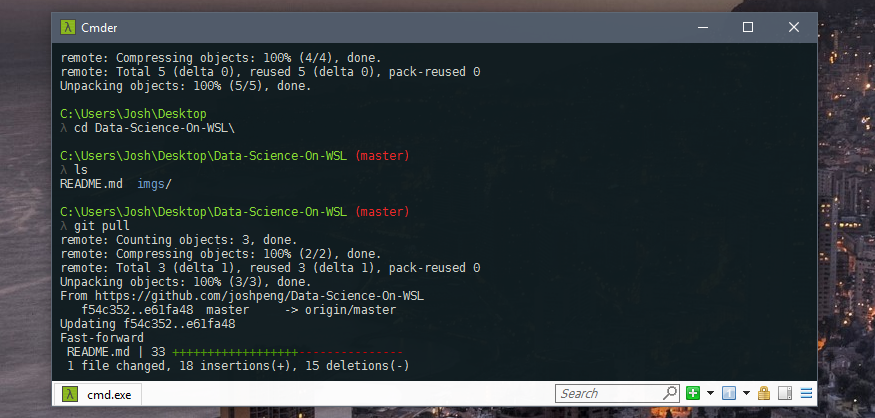 λ Cmder
remote: Compressing objects: 100% (4/4), done.
remote: Total 5 (delta 0), reused 5 (delta 0), pack-reused 0
Unpacking objects: 100% (5/5), done.
C:\Users\Josh\Desktop
λ cd Data-Science-On-WSL\
C:\Users\Josh\Desktop\Data-Science-On-WSL (master)
λ ls
README.md  imgs/
C:\Users\Josh\Desktop\Data-Science-On-WSL (master)
λ git pull
remote: Counting objects: 3, done.
remote: Compressing objects: 100% (2/2), done.
remote: Total 3 (delta 1), reused 3 (delta 1), pack-reused 0
Unpacking objects: 100% (3/3), done.
From https://github.com/joshpeng/Data-Science-On-WSL
   f54c352..e61fa48  master     -> origin/master
Updating f54c352..e61fa48
Fast-forward
 README.md | 33 ++++++++++++++++++---------------
 1 file changed, 18 insertions(+), 15 deletions(-)
λ cmd.exe
Search